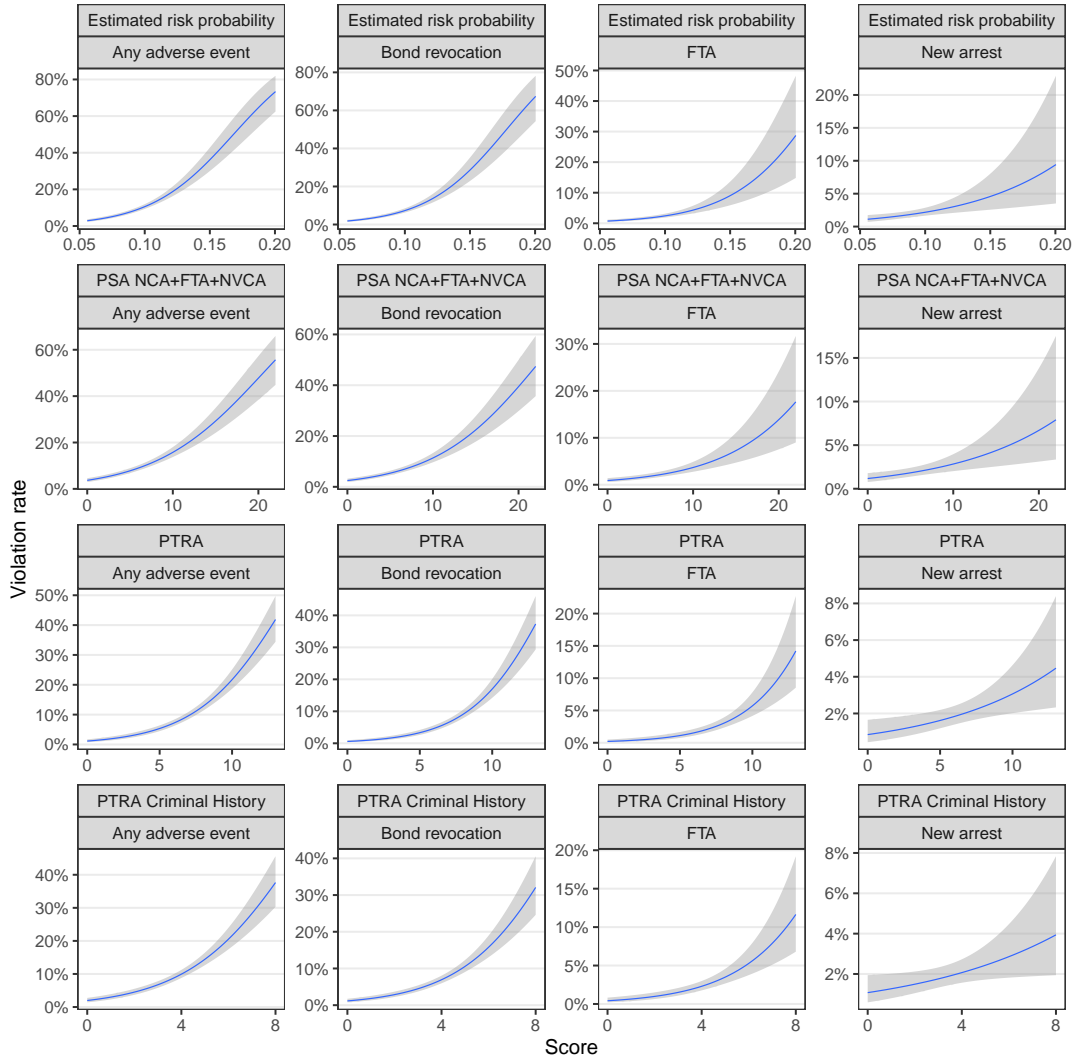 Estimated risk probability Estimated risk probability Estimated risk probability Estimated risk probability
Any adverse event Bond revocation FTA New arrest
80% 80% 50% 20%
60% 60% 40% 15%
40% 40% 30% 10%
20% 20% 20% 5%
0% 0% 10% 0%
0%
0.05 0.10 0.15 0.20 0.05 0.10 0.15 0.20 0.05 0.10 0.15 0.20 0.05 0.10 0.15 0.20
PSA NCA+FTA+NVCA PSA NCA+FTA+NVCA PSA NCA+FTA+NVCA PSA NCA+FTA+NVCA
Any adverse event Bond revocation FTA New arrest
60% 60% 30% 15%
40% 40% 20% 10%
20% 20% 10% 5%
0% 0% 0% 0%
0 10 20 0 10 20 0 10 20 0 10 20
Violation rate
PTRA PTRA PTRA PTRA
Any adverse event Bond revocation FTA New arrest
50% 40% 20% 8%
40% 30% 15% 6%
30% 20% 10% 4%
20% 10% 5% 2%
10% 0% 0%
0%
0 5 10 0 5 10 0 5 10 0 5 10
PTRA Criminal History PTRA Criminal History PTRA Criminal History PTRA Criminal History
Any adverse event Bond revocation FTA New arrest
40% 40% 20% 8%
30% 30% 15% 6%
20% 20% 10% 4%
10% 10% 5% 2%
0% 0% 0%
0 4 8 0 4 8 0 4 8 0 4 8
Score